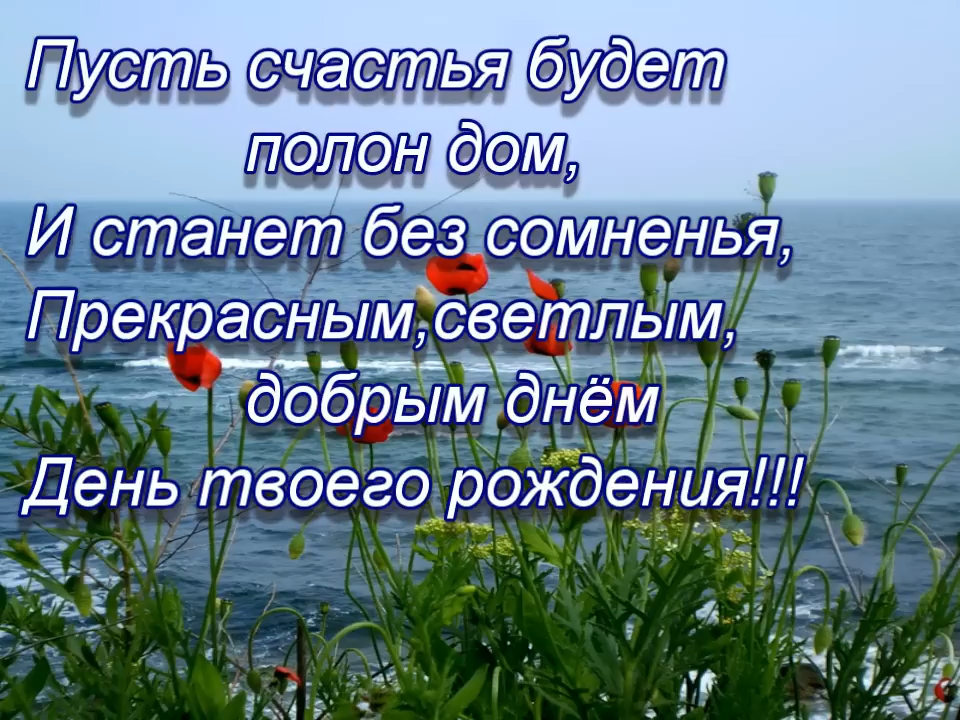 Пусть счастья будет
полон дом,
И станет без сомненья,
Прекрасным,светлым,
добрым днём
День твоего рождения!!!